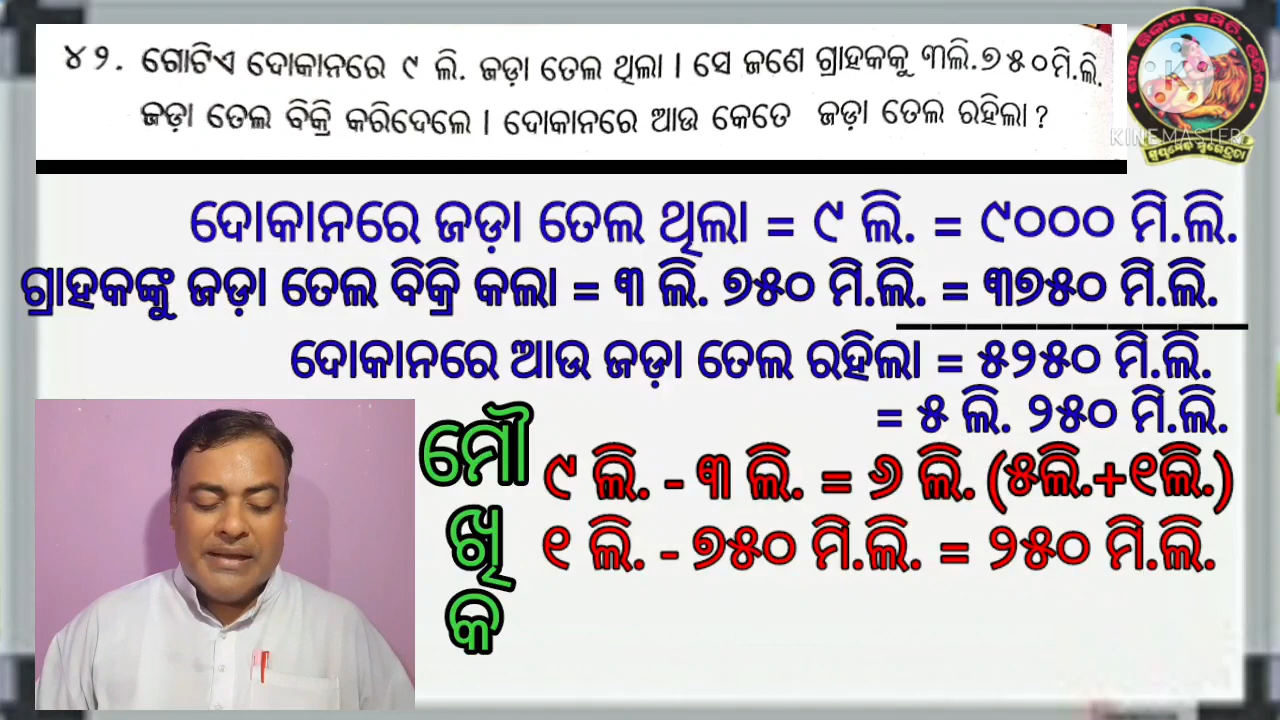 ୪୨. ଗୋଟିଏ ଦୋକାନରେ ୯ ଲି. ଜଡ଼ା ତେଲ ଥିଲା । ସେ ଜଣେ ଗ୍ରାହକକୁ ୩ଲି.୭୫୦ମି.ଲି.
ଜଡ଼ା ତେଲ ବିକ୍ରି କରିଦେଲେ । ଦୋକାନରେ ଆଉ କେତେ ଜଡ଼ା ତେଲ ରହିଲା ?
KINEMASTER
ଦୋକାନରେ ଜଡ଼ା ତେଲ ଥିଲା = ୯ ଲି. = ୯୦୦୦ ମି.ଲି.
ଗ୍ରାହକଙ୍କୁ ଜଡ଼ା ତେଲ ବିକ୍ରି କଲା = ୩ ଲି. ୭୫୦ ମି.ଲି. = ୩୭୫୦ ମି.ଲି.
ଦୋକାନରେ ଆଉ ଜଡ଼ା ତେଲ ରହିଲା = ୫୨୫୦ ମି.ଲି.
= ୫ ଲି. ୨୫୦ ମି.ଲି.
ମୌ
ଖି
କ
୯ ଲି. - ୩ ଲି. = ୬ ଲି. (୫ଲି.+୧ଲି.)
୧ ଲି. - ୭୫୦ ମି.ଲି. = ୨୫୦ ମି.ଲି.